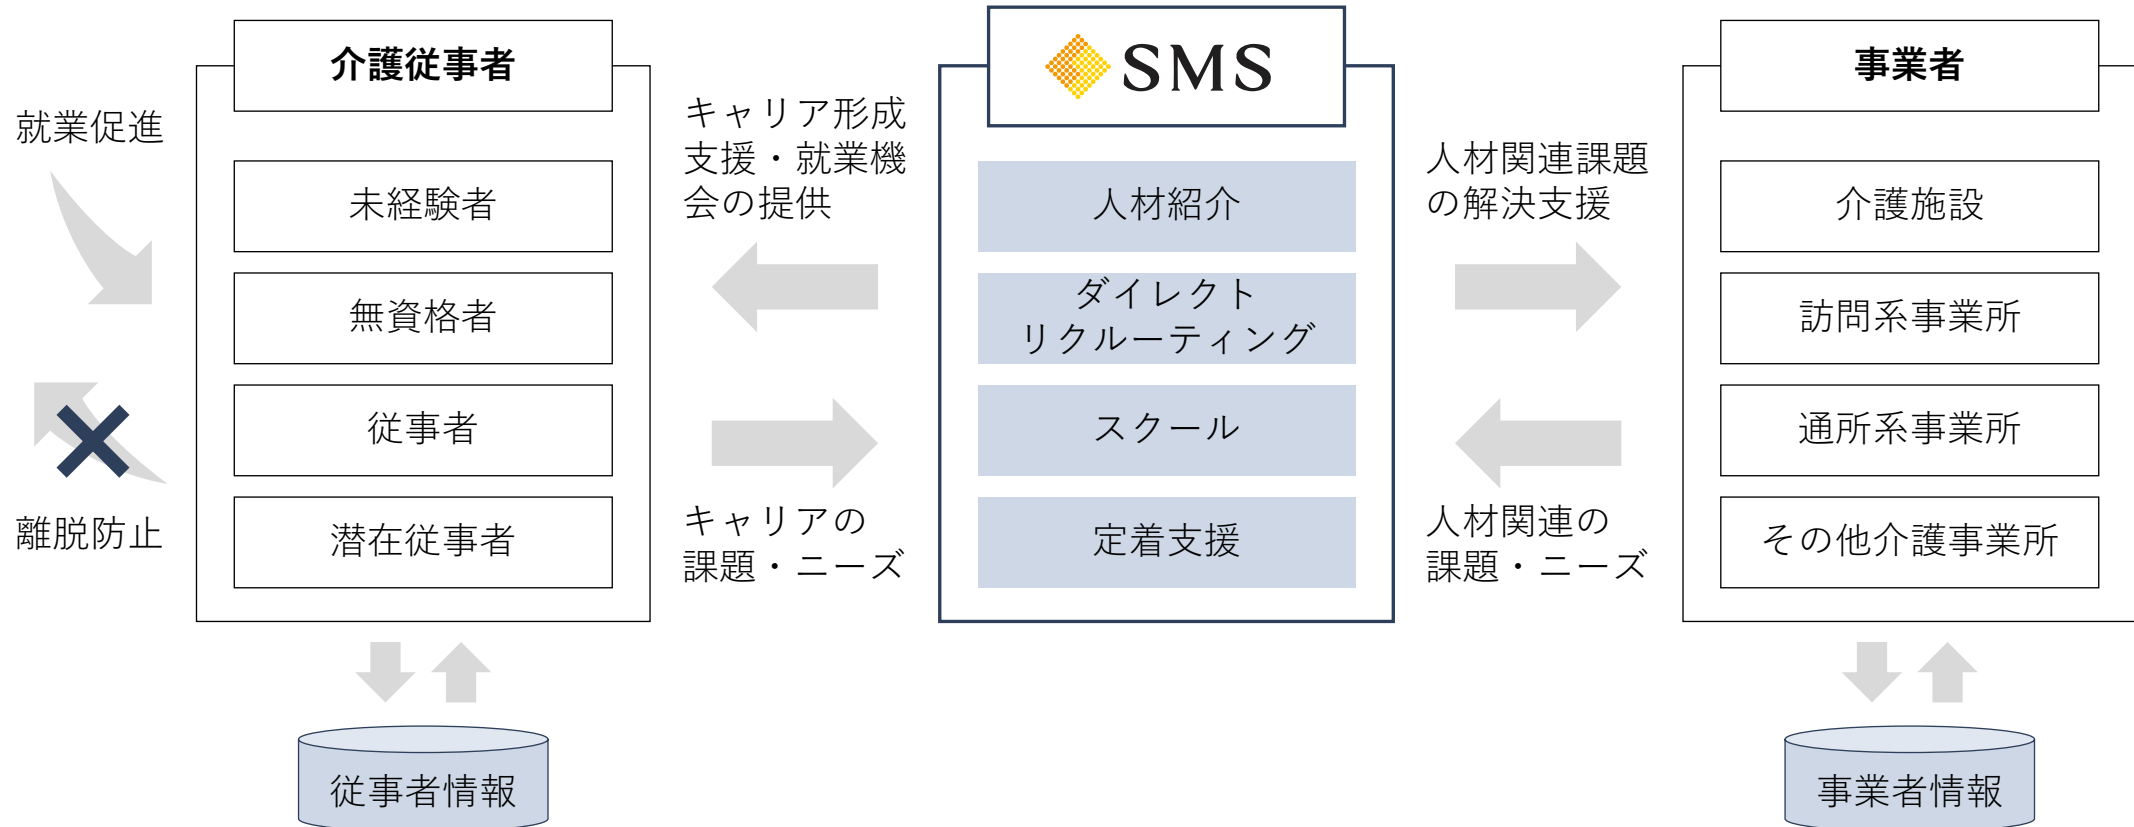 介護従事者
SMS
事業者
就業促進
キャリア形成
支援・就業機
会の提供
人材関連課題
の解決支援
未経験者
人材紹介
介護施設
無資格者
ダイレクト
リクルーティング
訪問系事業所
従事者
スクール
通所系事業所
離脱防止
潜在従事者
キャリアの
課題・ニーズ
定着支援
人材関連の
課題・ニーズ
その他介護事業所
従事者情報
事業者情報